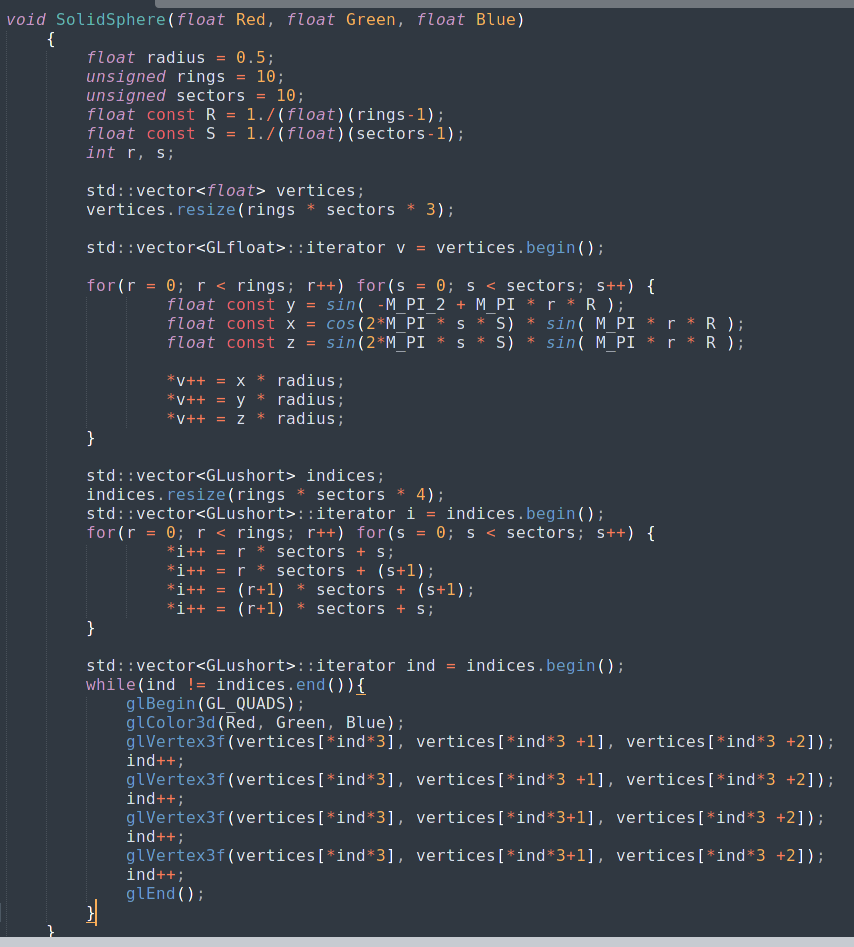 void SolidSphere(float Red, float Green, float Blue)
{
float radius = 0.5;
unsigned rings = 10;
unsigned sectors = 10;
float const R = 1./(float)(rings-1);
float const S = 1./(float)(sectors-1);
int r, s;
std::vector<float> vertices;
vertices.resize(rings * sectors * 3);
std::vector<GLfloat>::iterator v = vertices.begin();
for(r = 0; r < rings; r++) for(s = 0; s < sectors; s++) {
float const y = sin( -M_PI_2 + M_PI * r * R );
float const x = cos(2*M_PI * s * S) * sin( M_PI * r * R );
float const z = sin(2*M_PI * s * S) * sin( M_PI * r * R );
*v++ = x * radius;
*v++ = y * radius;
*v++ = z * radius;
}
std::vector<GLushort> indices;
indices.resize(rings * sectors * 4);
std::vector<GLushort>::iterator i = indices.begin();
for(r = 0; r < rings; r++) for(s = 0; s < sectors; s++) {
*i++ = r * sectors + s;
*i++ = r * sectors + (s+1);
*i++ = (r+1) * sectors + (s+1);
*i++ = (r+1) * sectors + s;
}
std::vector<GLushort>::iterator ind = indices.begin();
while(ind != indices.end()){
glBegin(GL_QUADS);
glColor3d(Red, Green, Blue);
glVertex3f(vertices[*ind*3], vertices[*ind*3 +1], vertices[*ind*3 +2]);
ind++;
glVertex3f(vertices[*ind*3], vertices[*ind*3 +1], vertices[*ind*3 +2]);
ind++;
glVertex3f(vertices[*ind*3], vertices[*ind*3+1], vertices[*ind*3 +2]);
ind++;
glVertex3f(vertices[*ind*3], vertices[*ind*3+1], vertices[*ind*3 +2]);
ind++;
glEnd();
}
}